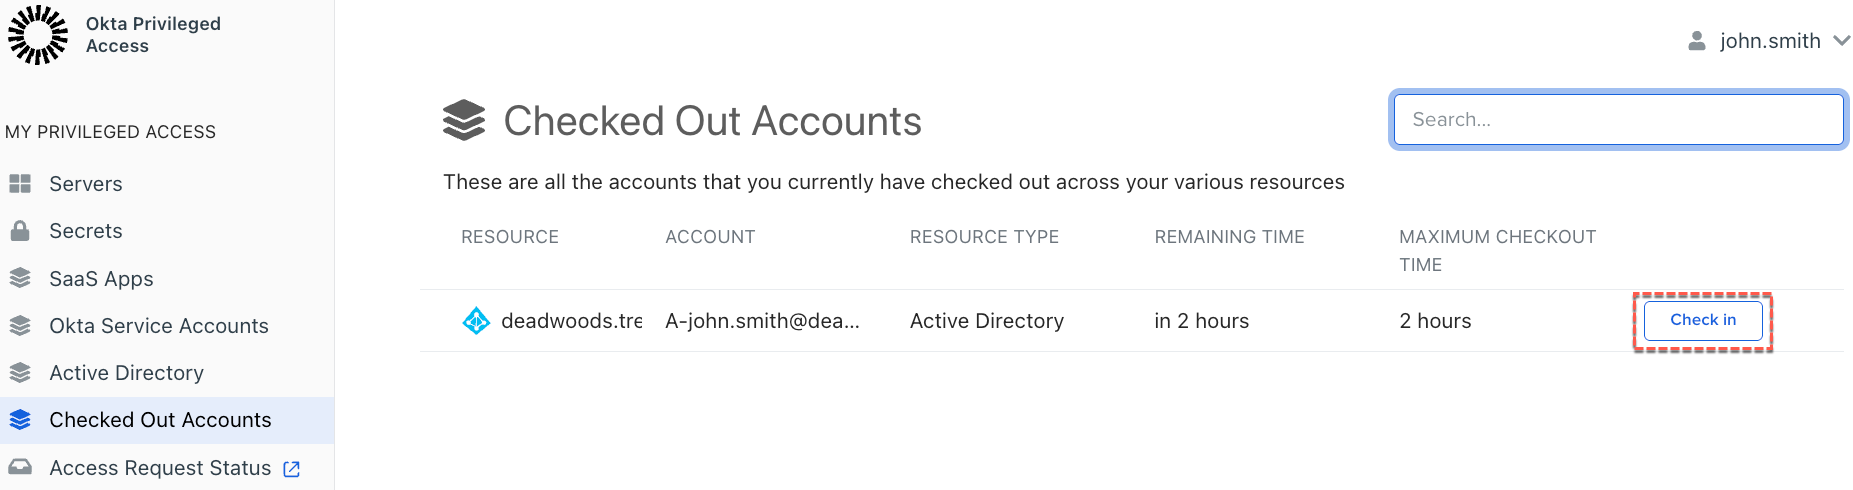 Okta Privileged
Access
john.smith
MY PRIVILEGED ACCESS
Servers
Secrets
SaaS Apps
Okta Service Accounts
Active Directory
Checked Out Accounts
Access Request Status
Checked Out Accounts
Search...
These are all the accounts that you currently have checked out across your various resources
RESOURCE ACCOUNT RESOURCE TYPE REMAINING TIME MAXIMUM CHECKOUT
TIME
deadwoods.tre A-john.smith@dea... Active Directory in 2 hours 2 hours Check in